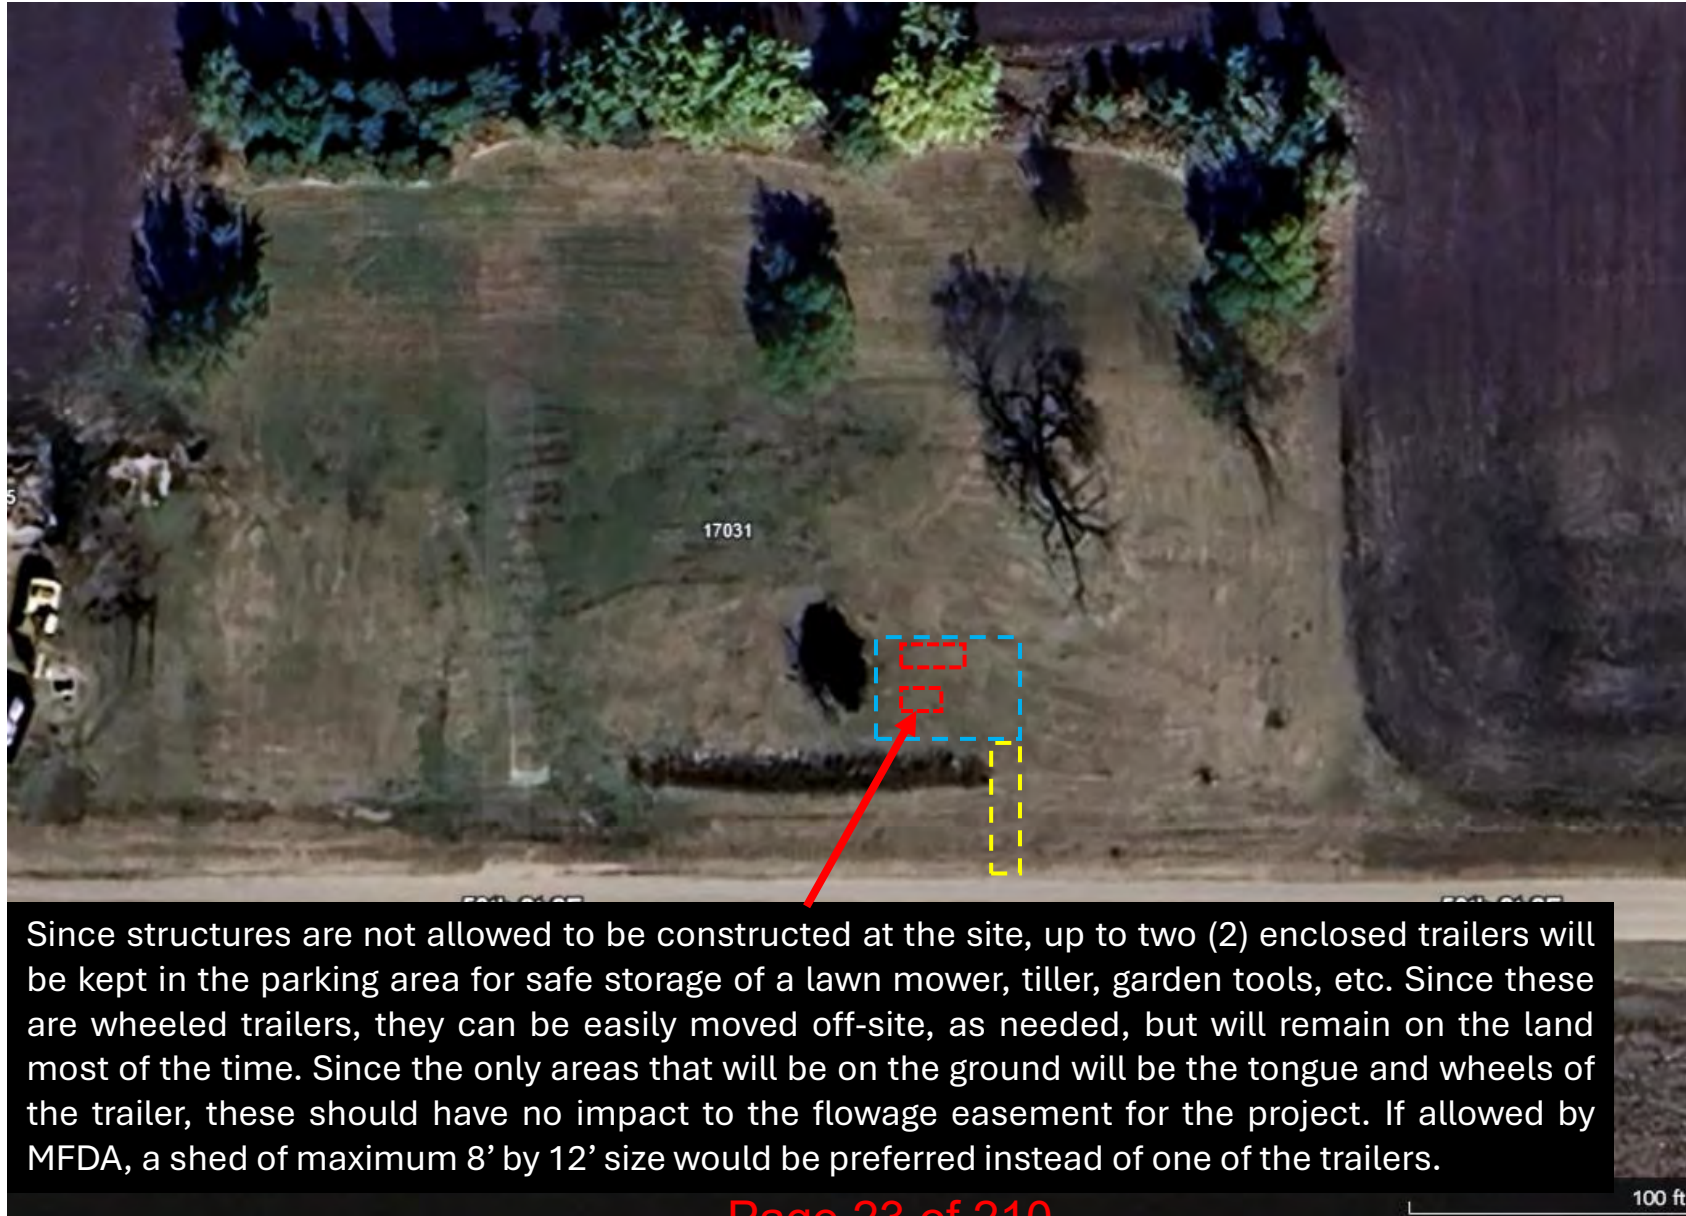 5
17031
Since structures are not allowed to be constructed at the site, up to two (2) enclosed trailers will
be kept in the parking area for safe storage of a lawn mower, tiller, garden tools, etc. Since these
are wheeled trailers, they can be easily moved off-site, as needed, but will remain on the land
most of the time. Since the only areas that will be on the ground will be the tongue and wheels of
the trailer, these should have no impact to the flowage easement for the project. If allowed by
MFDA, a shed of maximum 8’ by 12’ size would be preferred instead of one of the trailers.
100 ft
Page 23 of 210